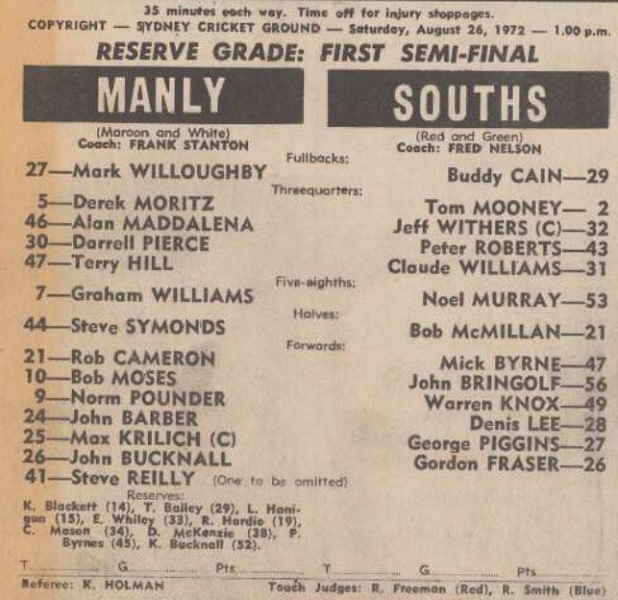 35 minutes each way. Time off for injury stoppages.
COPYRIGHT — SYDNEY CRICKET GROUND — Saturday, August 26, 1972 — 1.00 p.m.
RESERVE GRADE: FIRST SEMI-FINAL
MANLY SOUTHS
(Maroon and White) (Red and Green)
Coach: FRANK STANTON Coach: FRED NELSON
Fullbacks:
27—Mark WILLOUGHBY Buddy CAIN—29
Threequarters:
5—Derek MORITZ Tom MOONEY— 2
46—Alan MADDALENA Jeff WITHERS (C)—32
30—Darrell PIERCE Peter ROBERTS—43
47—Terry HILL Claude WILLIAMS—31
Five-eighths:
7—Graham WILLIAMS Noel MURRAY—53
Halves:
44—Steve SYMONDS Bob McMILLAN—21
Forwards:
21—Rob CAMERON Mick BYRNE—47
10—Bob MOSES John BRINGOLF—56
9—Norm POUNDER Warren KNOX—49
24—John BARBER Denis LEE—28
25—Max KRILICH (C) George PIGGINS—27
26—John BUCKNALL Gordon FRASER—26
41—Steve REILLY (One to be omitted)
Reserves:
K. Blackett (14), T. Bailey (29), L. Hani-
gan (15), E. Whiley (33), R. Hardie (19),
C. Mason (34), D. McKenzie (38), P.
Byrnes (45), K. Bucknall (52).
T............ G............ Pts............ T............ G............ Pts............
Referee: K. HOLMAN Touch Judges: R. Freeman (Red), R. Smith (Blue)